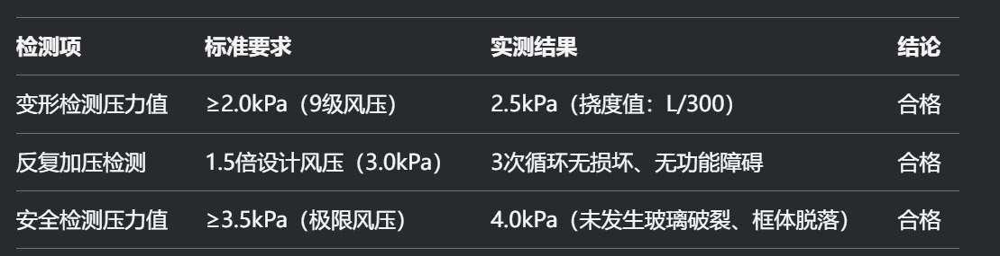 检测项 标准要求 实测结果 结论
变形检测压力值 ≥2.0kPa（9级风压） 2.5kPa（挠度值：L/300） 合格
反复加压检测 1.5倍设计风压（3.0kPa） 3次循环无损坏、无功能障碍 合格
安全检测压力值 ≥3.5kPa（极限风压） 4.0kPa（未发生玻璃破裂、框体脱落） 合格